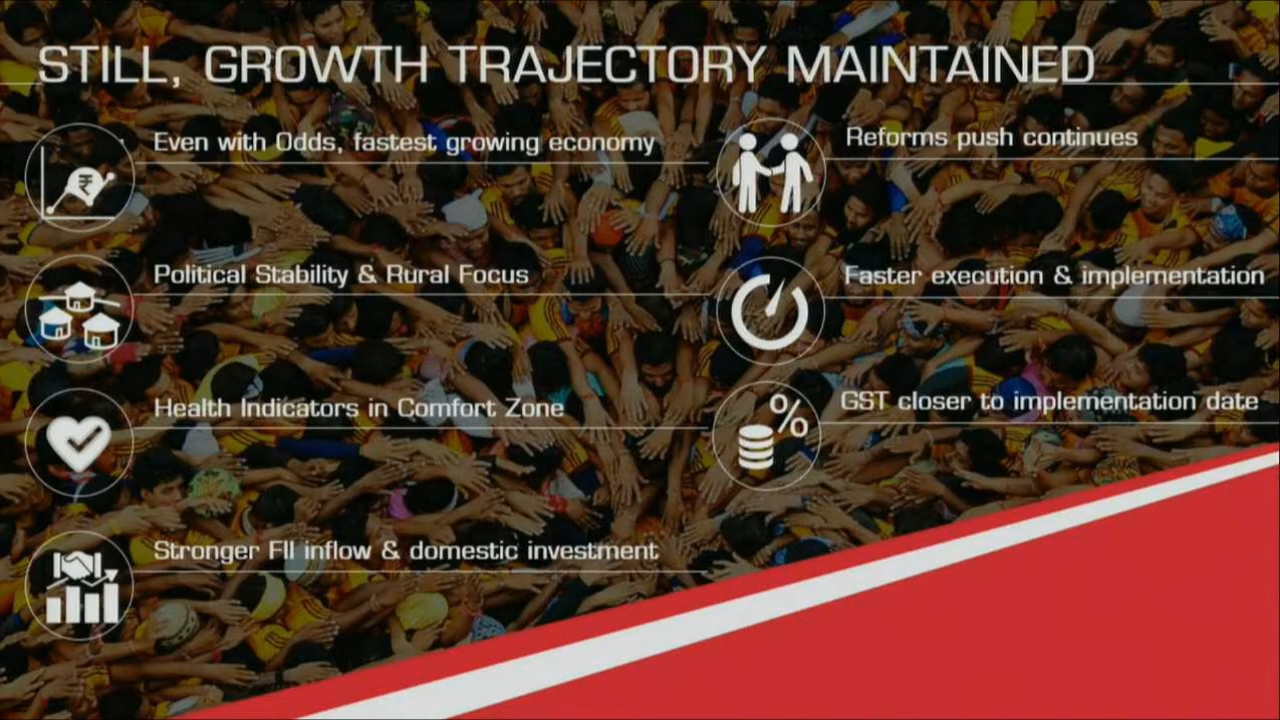 STILL, GROWTH TRAJECTORY MAINTAINED
Even with Odds, fastest growing economy
Political Stability & Rural Focus
Health Indicators in Comfort Zone
Stronger FII inflow & domestic investment
Reforms push continues
Faster execution & implementation
GST closer to implementation date
₹
%